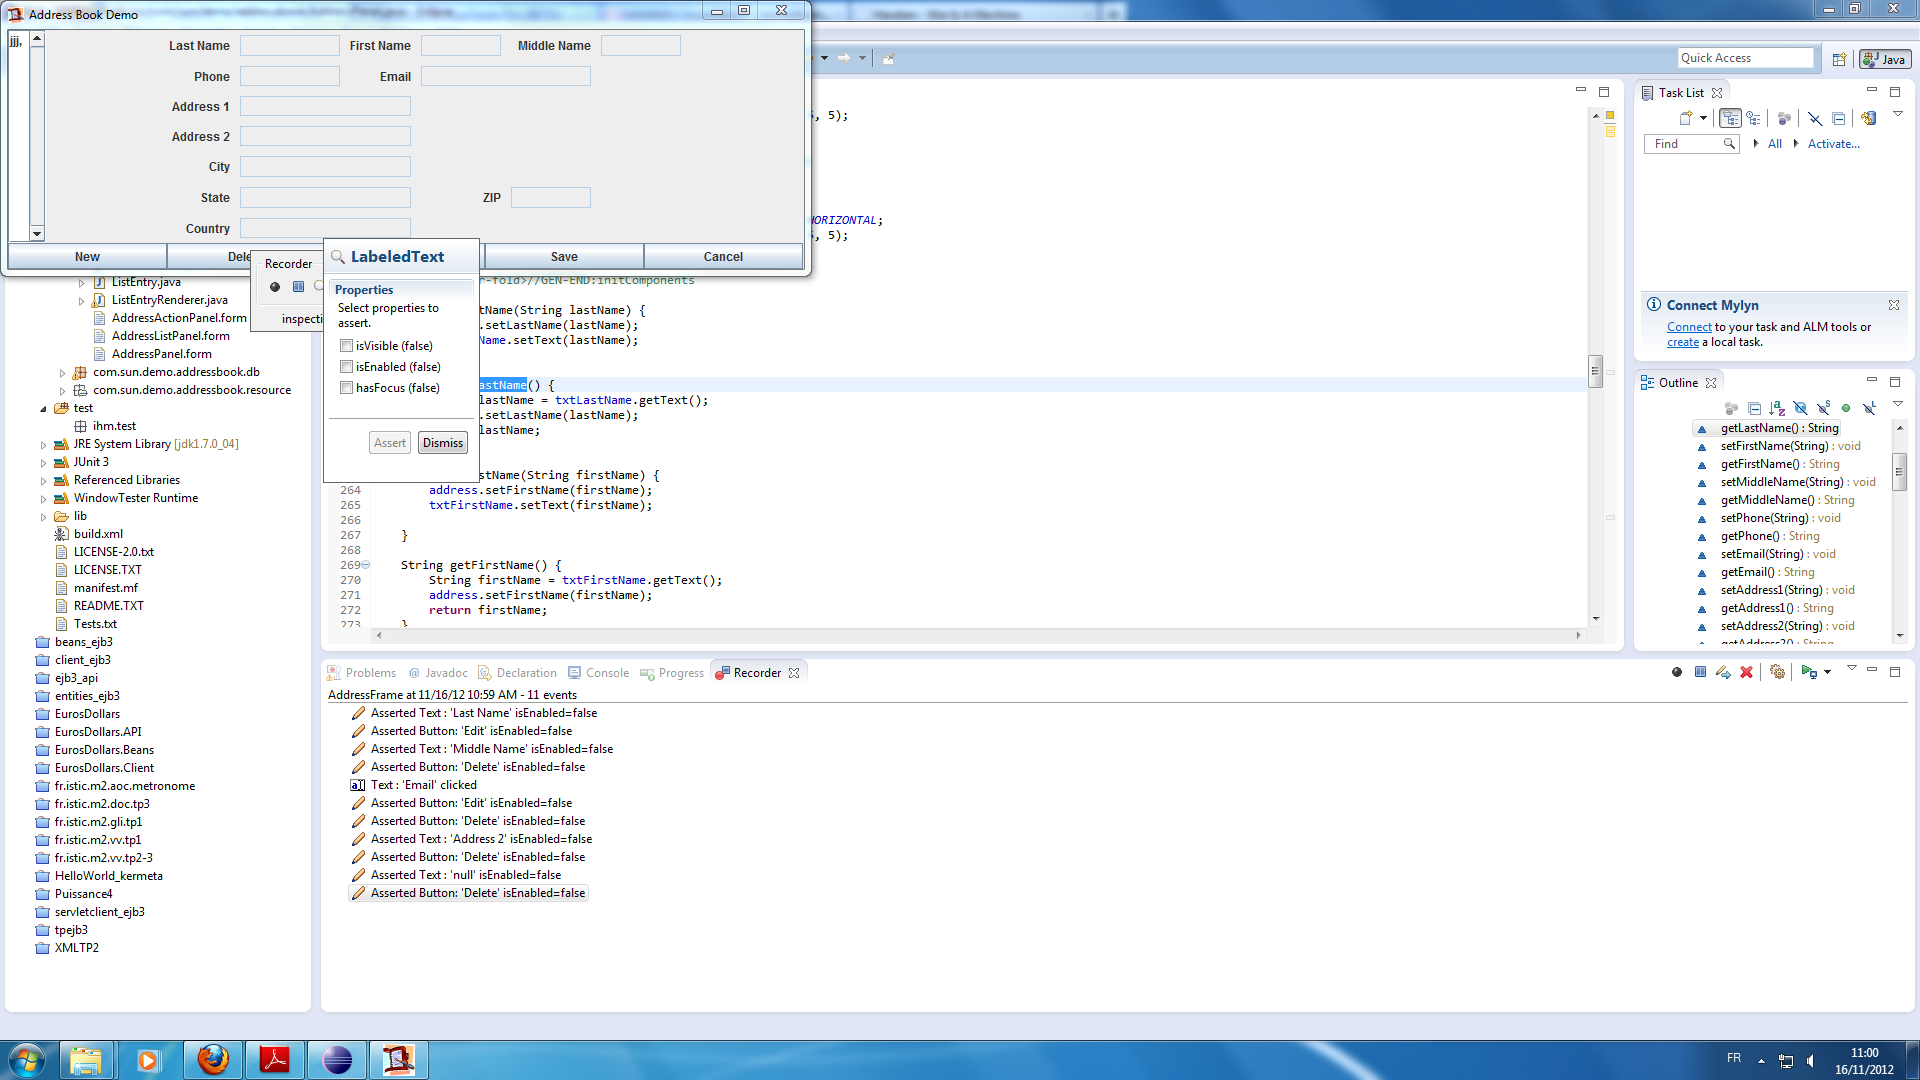 Address Book Demo
jjj,
Last Name First Name Middle Name
Phone Email
Address 1
Address 2
City
State ZIP
Country
New Dele Save Cancel
Recorder
inspecti
LabeledText
Properties
Select properties to
assert.
isVisible (false)
isEnabled (false)
hasFocus (false)
Assert Dismiss
ListEntry.java
ListEntryRenderer.java
AddressActionPanel.form
AddressListPanel.form
AddressPanel.form
com.sun.demo.addressbook.db
com.sun.demo.addressbook.resource
test
ihm.test
JRE System Library [jdk1.7.0_04]
JUnit 3
Referenced Libraries
WindowTester Runtime
lib
build.xml
LICENSE-2.0.txt
LICENSE.TXT
manifest.mf
README.TXT
Tests.txt
beans_ejb3
client_ejb3
ejb3_api
entities_ejb3
EurosDollars
EurosDollars.API
EurosDollars.Beans
EurosDollars.Client
fr.istic.m2.aoc.metronome
fr.istic.m2.doc.tp3
fr.istic.m2.gli.tp1
fr.istic.m2.vv.tp1
fr.istic.m2.vv.tp2-3
HelloWorld_kermeta
Puissance4
servletclient_ejb3
tpejb3
XMLTP2
, 5);
HORIZONTAL;
, 5);
r-fold>//GEN-END:initComponents
tName(String lastName) {
.setLastName(lastName);
Name.setText(lastName);
astName() {
lastName = txtLastName.getText();
.setLastName(lastName);
lastName;
stName(String firstName) {
264 address.setFirstName(firstName);
265 txtFirstName.setText(firstName);
266
267 }
268
269 String getFirstName() {
270 String firstName = txtFirstName.getText();
271 address.setFirstName(firstName);
272 return firstName;
273 }
Quick Access
Java
Task List
Find All Activate...
Connect Mylyn
Connect to your task and ALM tools or
create a local task.
Outline
getLastName() : String
setFirstName(String) : void
getFirstName() : String
setMiddleName(String) : void
getMiddleName() : String
setPhone(String) : void
getPhone() : String
setEmail(String) : void
getEmail() : String
setAddress1(String) : void
getAddress1() : String
setAddress2(String) : void
getAddress2() : String
Problems @ Javadoc Declaration Console Progress Recorder
AddressFrame at 11/16/12 10:59 AM - 11 events
Asserted Text : 'Last Name' isEnabled=false
Asserted Button: 'Edit' isEnabled=false
Asserted Text : 'Middle Name' isEnabled=false
Asserted Button: 'Delete' isEnabled=false
Text : 'Email' clicked
Asserted Button: 'Edit' isEnabled=false
Asserted Button: 'Delete' isEnabled=false
Asserted Text : 'Address 2' isEnabled=false
Asserted Button: 'Delete' isEnabled=false
Asserted Text : 'null' isEnabled=false
Asserted Button: 'Delete' isEnabled=false
FR
11:00
16/11/2012